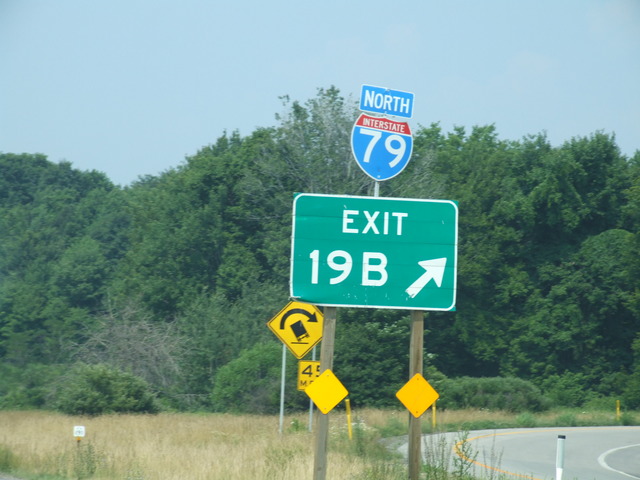 NORTH
INTERSTATE
79
EXIT
19B
45